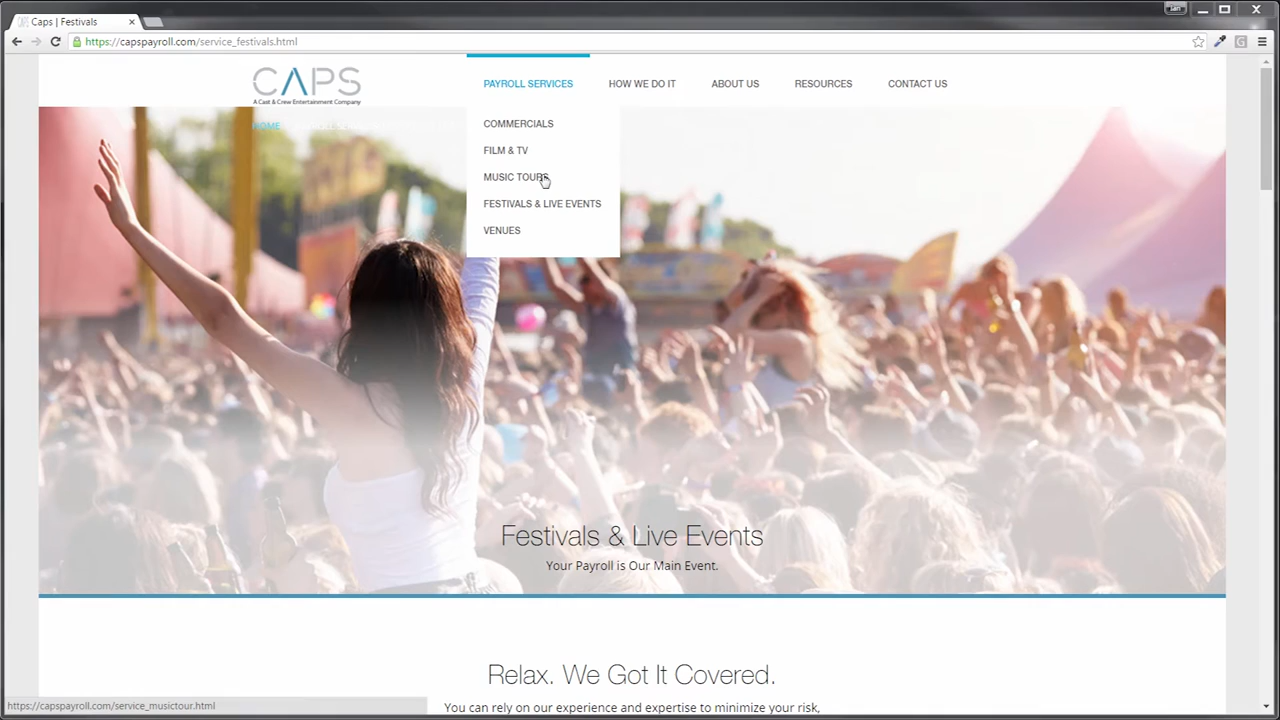 Caps | Festivals
https://capspayroll.com/service_festivals.html
CAPS
A Cast & Crew Entertainment Company
PAYROLL SERVICES
HOW WE DO IT
ABOUT US
RESOURCES
CONTACT US
HOME
COMMERCIALS
FILM & TV
MUSIC TOURS
FESTIVALS & LIVE EVENTS
VENUES
Festivals & Live Events
Your Payroll is Our Main Event.
Relax. We Got It Covered.
You can rely on our experience and expertise to minimize your risk,
https://capspayroll.com/service_musictour.html